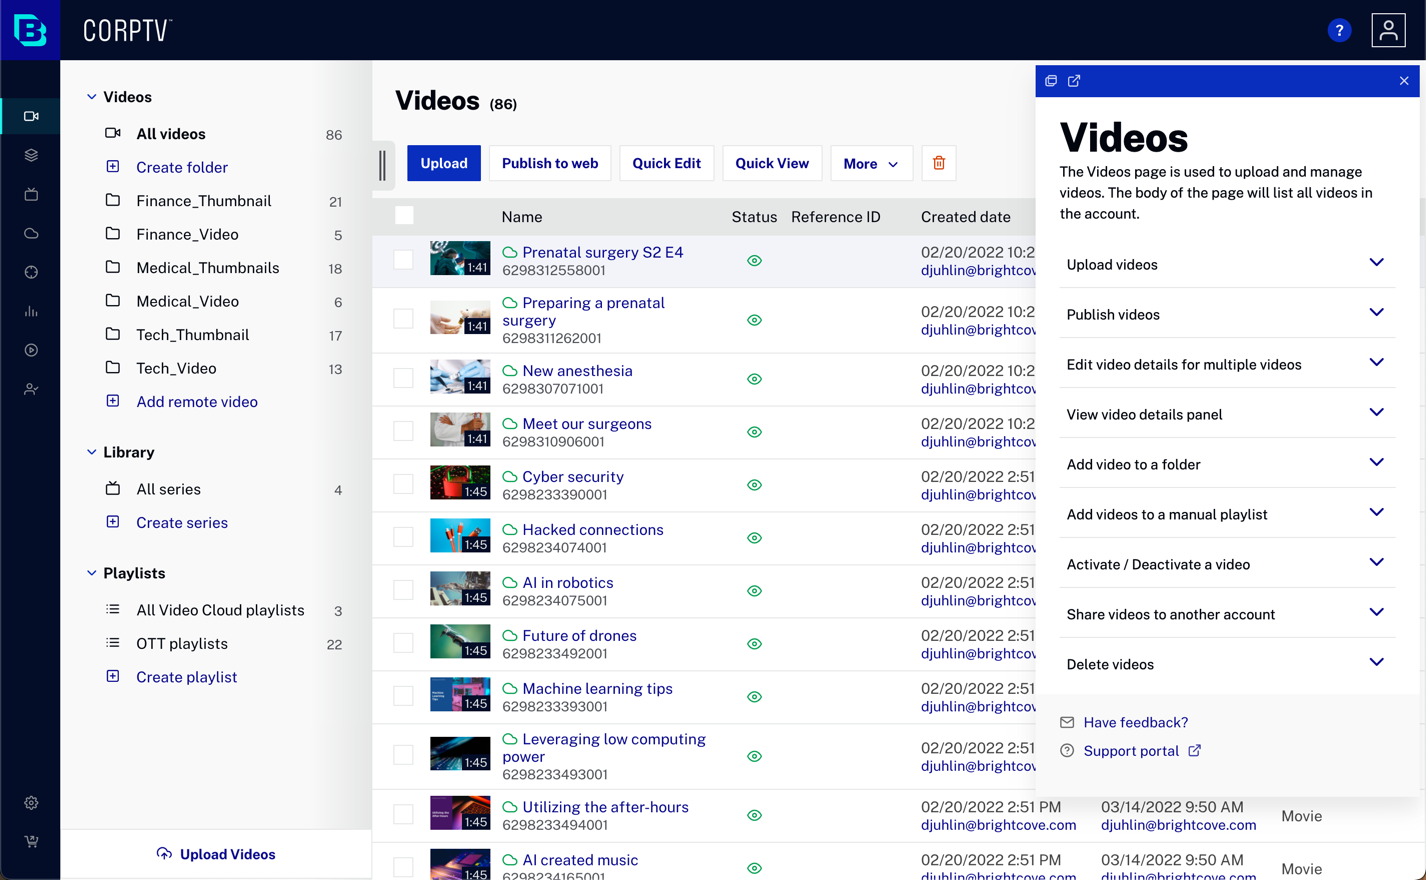 CORPTV™
?
Videos
All videos 86
Create folder
Finance_Thumbnail 21
Finance_Video 5
Medical_Thumbnails 18
Medical_Video 6
Tech_Thumbnail 17
Tech_Video 13
Add remote video
Library
All series 4
Create series
Playlists
All Video Cloud playlists 3
OTT playlists 22
Create playlist
Upload Videos
Videos (86)
Upload Publish to web Quick Edit Quick View More
Name Status Reference ID Created date
1:41 Prenatal surgery S2 E4 02/20/2022 10:2
6298312558001 djuhlin@brightcove
Preparing a prenatal
1:41 surgery 02/20/2022 10:2
6298311262001 djuhlin@brightcove
1:41 New anesthesia 02/20/2022 10:2
6298307071001 djuhlin@brightcove
1:41 Meet our surgeons 02/20/2022 10:2
6298310906001 djuhlin@brightcove
1:45 Cyber security 02/20/2022 2:51
6298233390001 djuhlin@brightcove
1:45 Hacked connections 02/20/2022 2:51
6298234074001 djuhlin@brightcove
1:45 AI in robotics 02/20/2022 2:51
6298234075001 djuhlin@brightcove
1:45 Future of drones 02/20/2022 2:51
6298233492001 djuhlin@brightcove
1:45 Machine learning tips 02/20/2022 2:51
6298233393001 djuhlin@brightcove
Leveraging low computing
1:45 power 02/20/2022 2:51
6298233493001 djuhlin@brightcove
1:45 Utilizing the after-hours 02/20/2022 2:51 PM 03/14/2022 9:50 AM Movie
6298233494001 djuhlin@brightcove.com djuhlin@brightcove.com
1:45 AI created music 02/20/2022 2:51 PM 03/14/2022 9:50 AM Movie
6298234165001 djuhlin@brightcove.com djuhlin@brightcove.com
Videos
The Videos page is used to upload and manage
videos. The body of the page will list all videos in
the account.
Upload videos
Publish videos
Edit video details for multiple videos
View video details panel
Add video to a folder
Add videos to a manual playlist
Activate / Deactivate a video
Share videos to another account
Delete videos
Have feedback?
Support portal